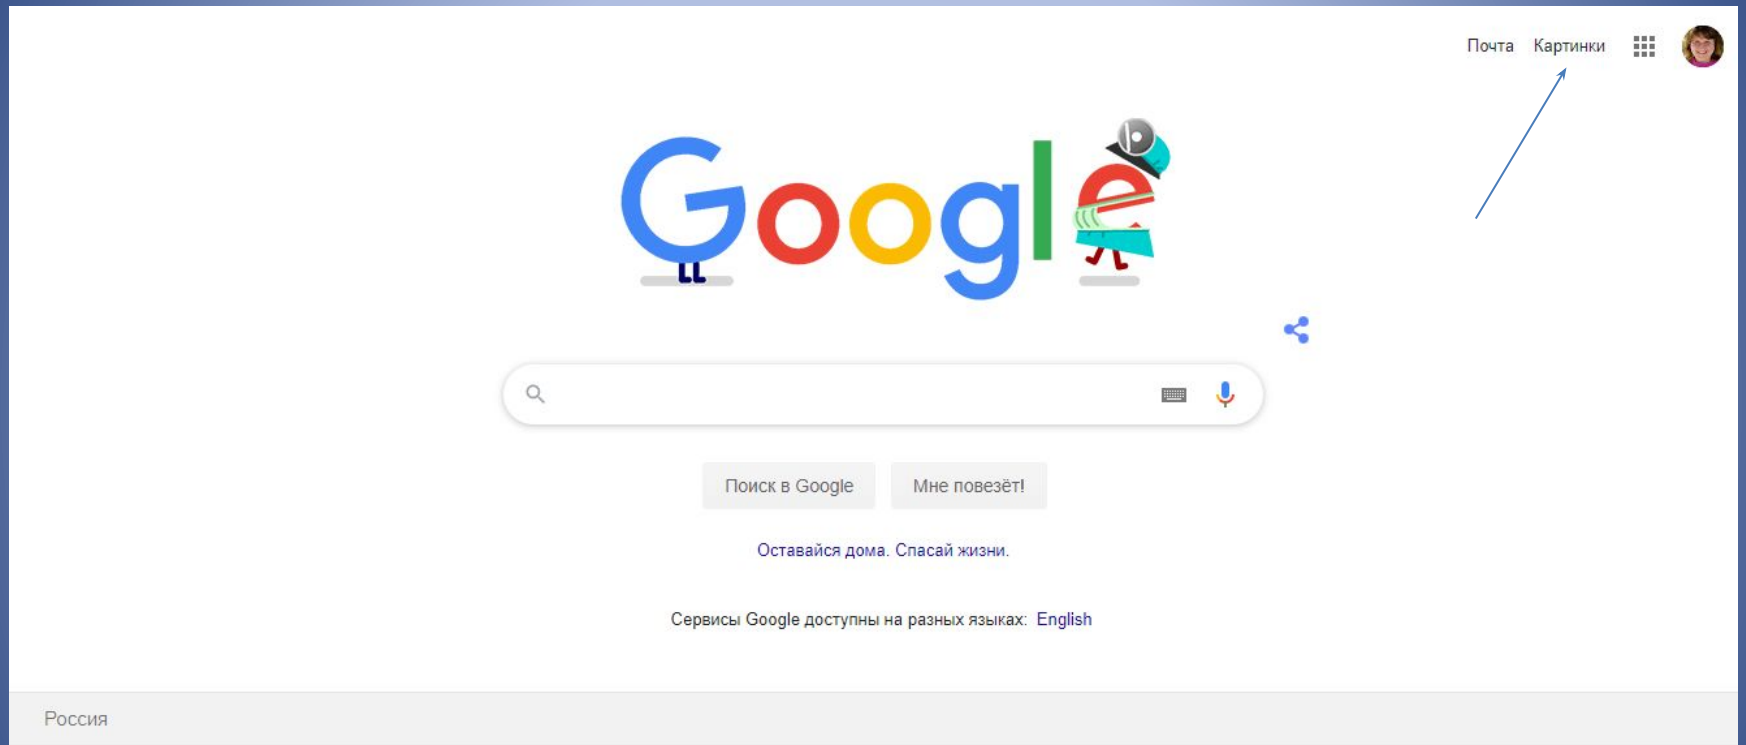 Почта Картинки
Google
Поиск в Google Мне повезёт!
Оставайся дома. Спасай жизни.
Сервисы Google доступны на разных языках: English
Россия